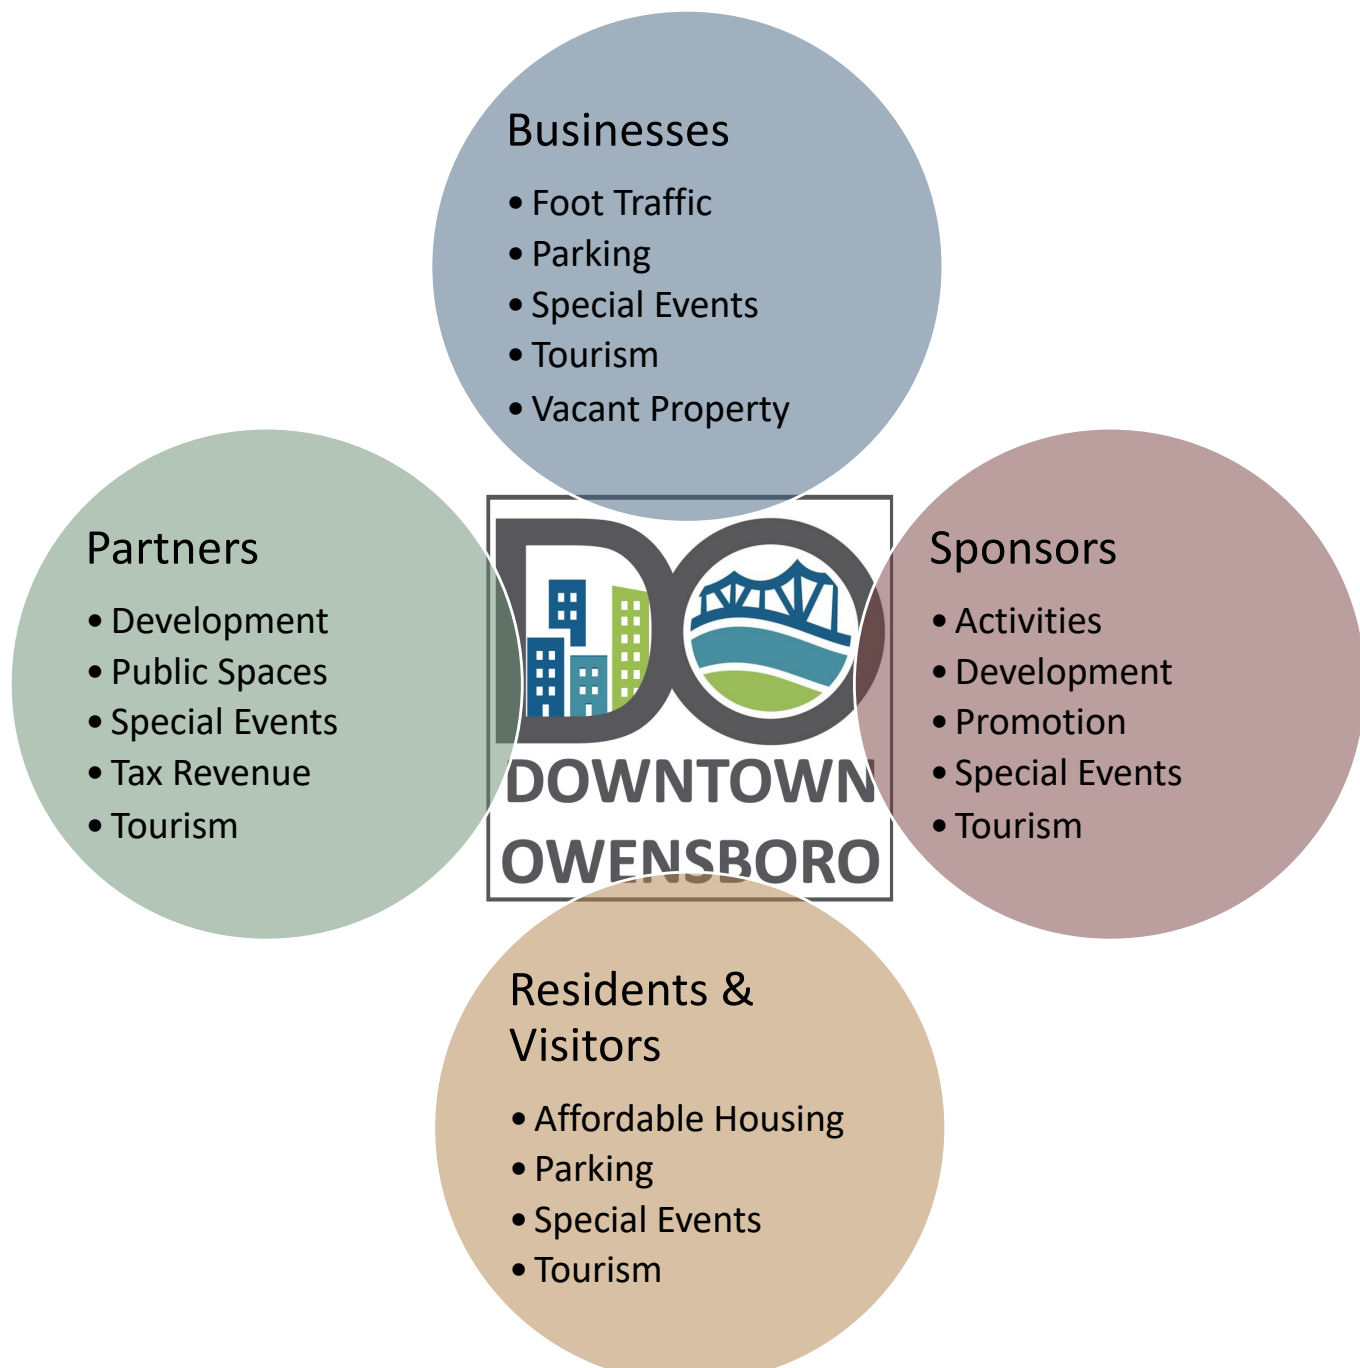 Businesses
• Foot Traffic
• Parking
• Special Events
• Tourism
• Vacant Property
Partners
• Development
• Public Spaces
• Special Events
• Tax Revenue
• Tourism
DO
DOWNTOWN
OWENSBORO
Sponsors
• Activities
• Development
• Promotion
• Special Events
• Tourism
Residents &
Visitors
• Affordable Housing
• Parking
• Special Events
• Tourism